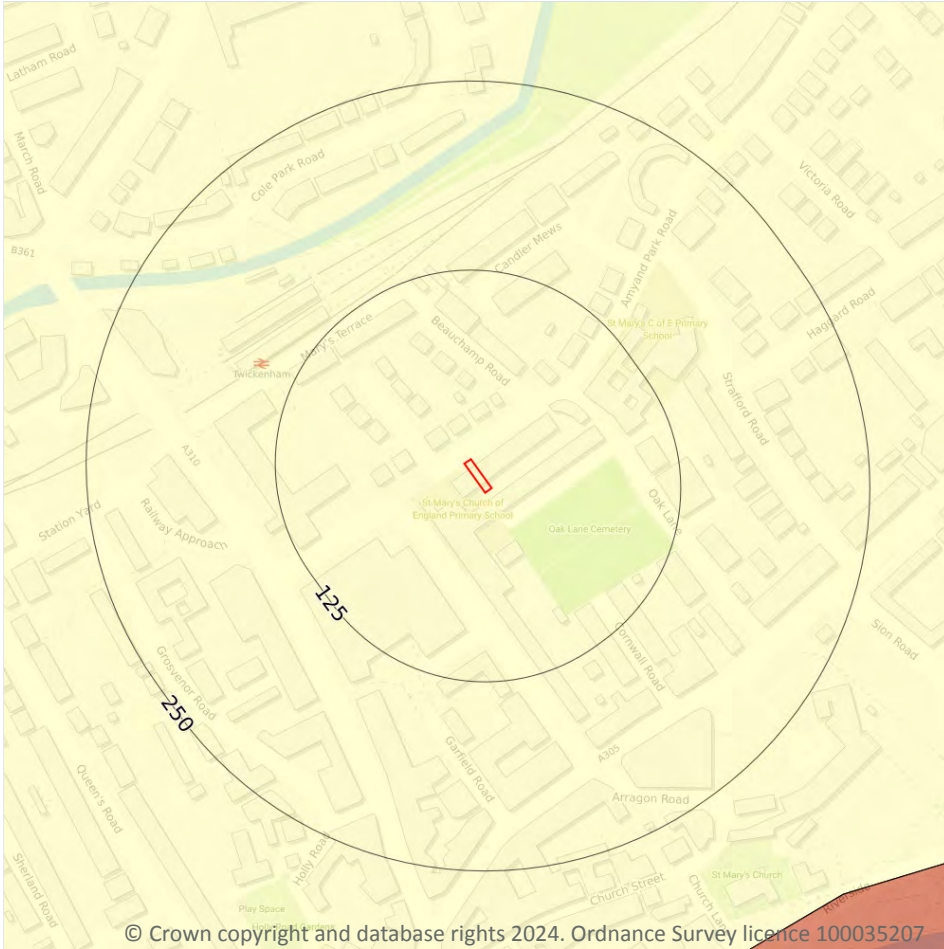 Latham Road
March Road
Cole Park Road
Victoria Road
B361
Candler Mews
Amyand Park Road
Haggard Road
St Mary's C of E Primary
School
Mary's Terrace
Beauchamp Road
Twickenham
Strafford Road
A310
St Mary's Church of
England Primary School
Oak Lane
Oak Lane Cemetery
Station Yard
Railway Approach
125
Sion Road
Cornwall Road
Grosvenor Road
250
Garfield Road
A305
Queen's Road
Arragon Road
Holly Road
St Mary's Church
Church Street
Church Lane
Sherland Road
Riverside
Play Space
Gardens
© Crown copyright and database rights 2024. Ordnance Survey licence 100035207